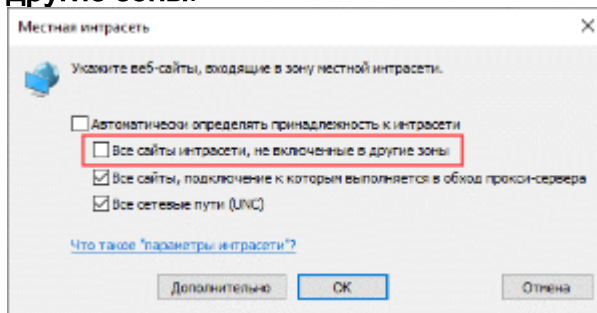 другие зоны.
Местная интрасеть
Укажите веб-сайты, входящие в зону местной интрасети.
Автоматически определять принадлежность к интрасети
Все сайты интрасети, не включенные в другие зоны
Все сайты, подключение к которым выполняется в обход прокси-сервера
Все сетевые пути (UNC)
Что такое "параметры интрасети"?
Дополнительно ОК Отмена